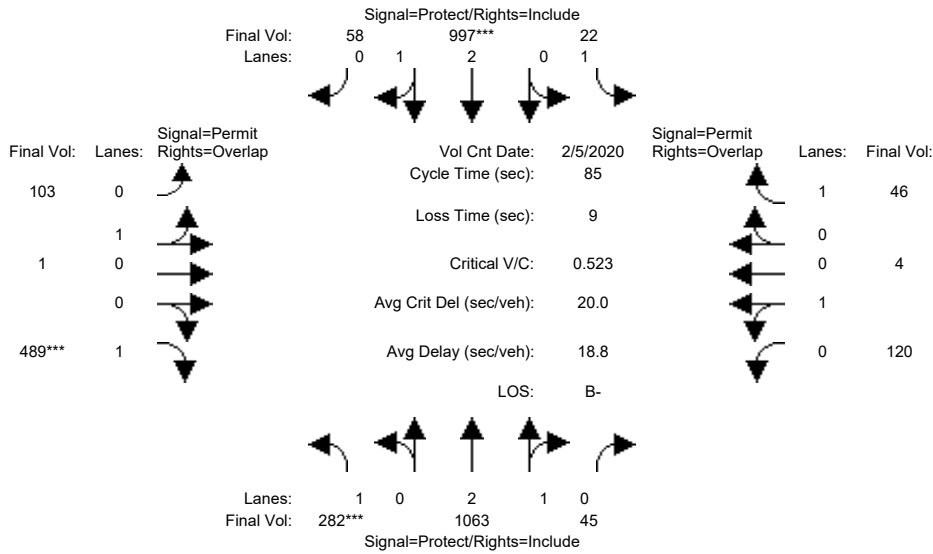 Signal=Protect/Rights=Include
Final Vol: 58 997*** 22
Lanes: 0 1 2 0 1
Signal=Permit Signal=Permit
Final Vol: Lanes: Rights=Overlap Vol Cnt Date: 2/5/2020 Rights=Overlap Lanes: Final Vol:
Cycle Time (sec): 85
103 0 1 46
Loss Time (sec): 9
1 0
1 0 Critical V/C: 0.523 0 4
0 Avg Crit Del (sec/veh): 20.0 1
489*** 1 Avg Delay (sec/veh): 18.8 0 120
LOS: B-
Lanes: 1 0 2 1 0
Final Vol: 282*** 1063 45
Signal=Protect/Rights=Include